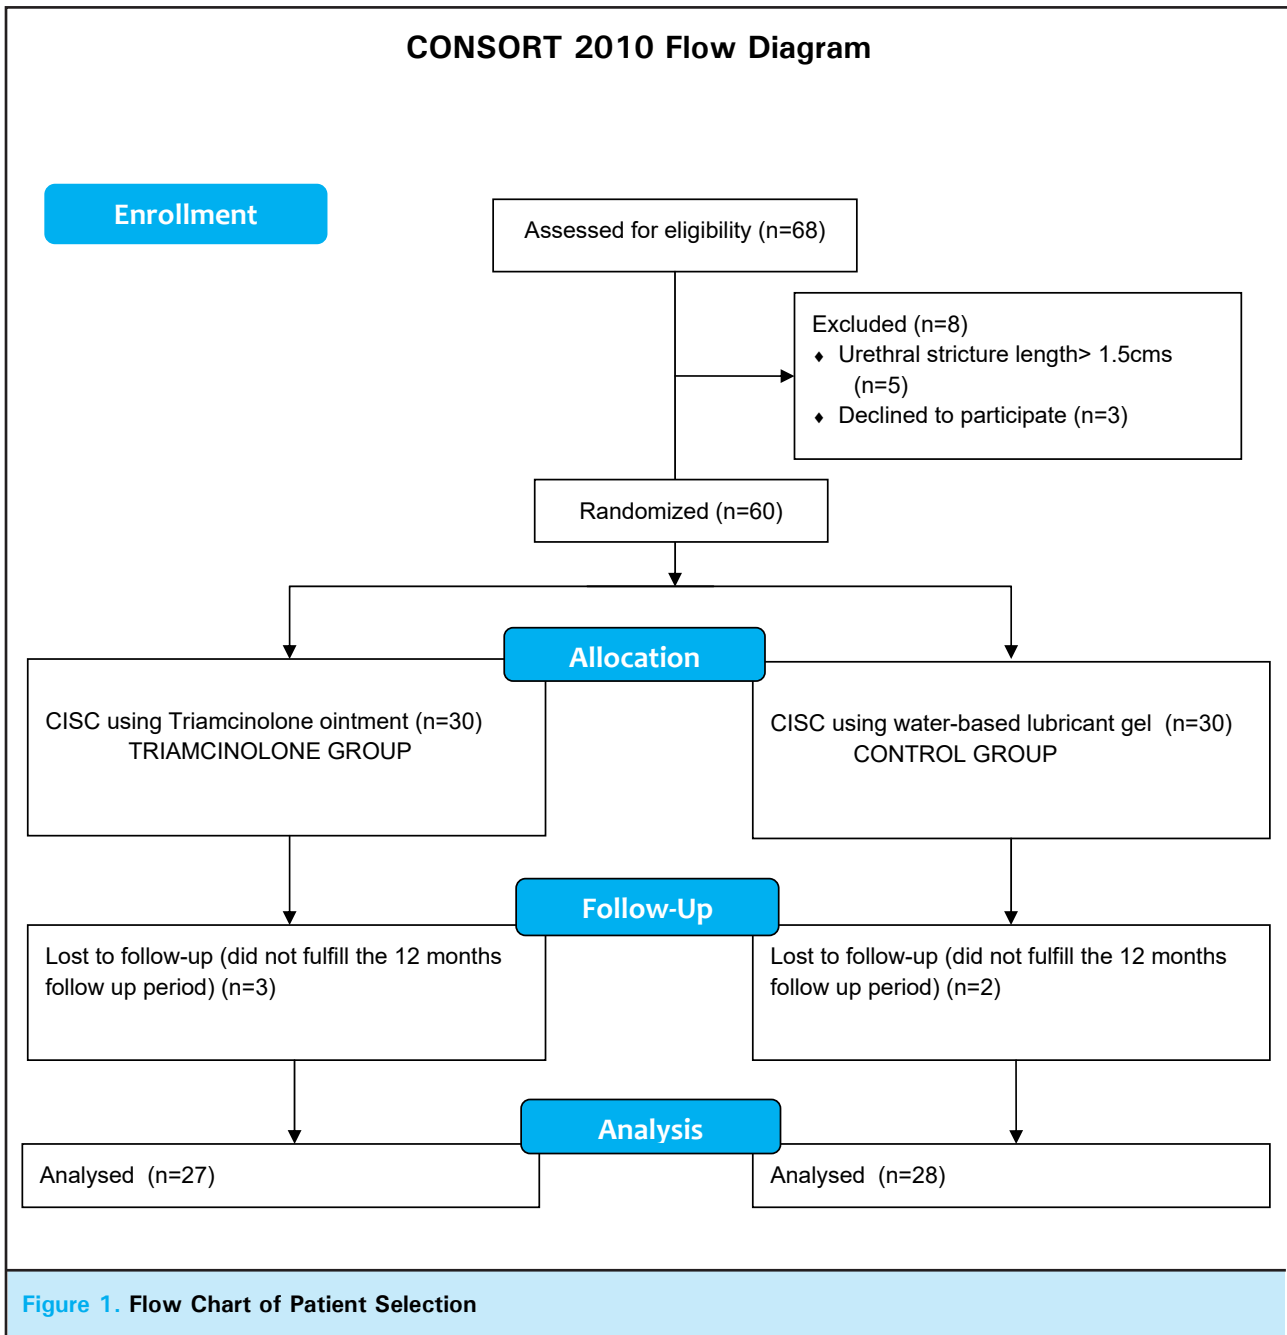 CONSORT 2010 Flow Diagram
Enrollment
Assessed for eligibility (n=68)
Excluded (n=8)
♦ Urethral stricture length> 1.5cms
(n=5)
♦ Declined to participate (n=3)
Randomized (n=60)
Allocation
CISC using Triamcinolone ointment (n=30)
TRIAMCINOLONE GROUP
CISC using water-based lubricant gel (n=30)
CONTROL GROUP
Follow-Up
Lost to follow-up (did not fulfill the 12 months
follow up period) (n=3)
Lost to follow-up (did not fulfill the 12 months
follow up period) (n=2)
Analysis
Analysed (n=27)
Analysed (n=28)
Figure 1. Flow Chart of Patient Selection